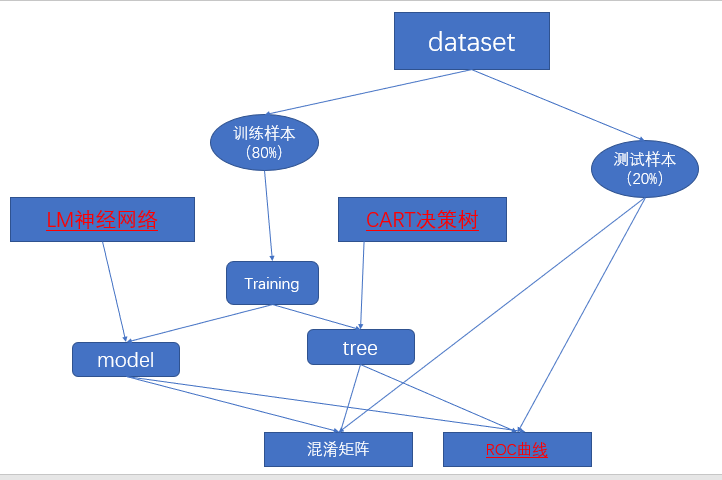 dataset
训练样本
(80%)
测试样本
(20%)
LM神经网络
CART决策树
Training
model
tree
混淆矩阵
ROC曲线